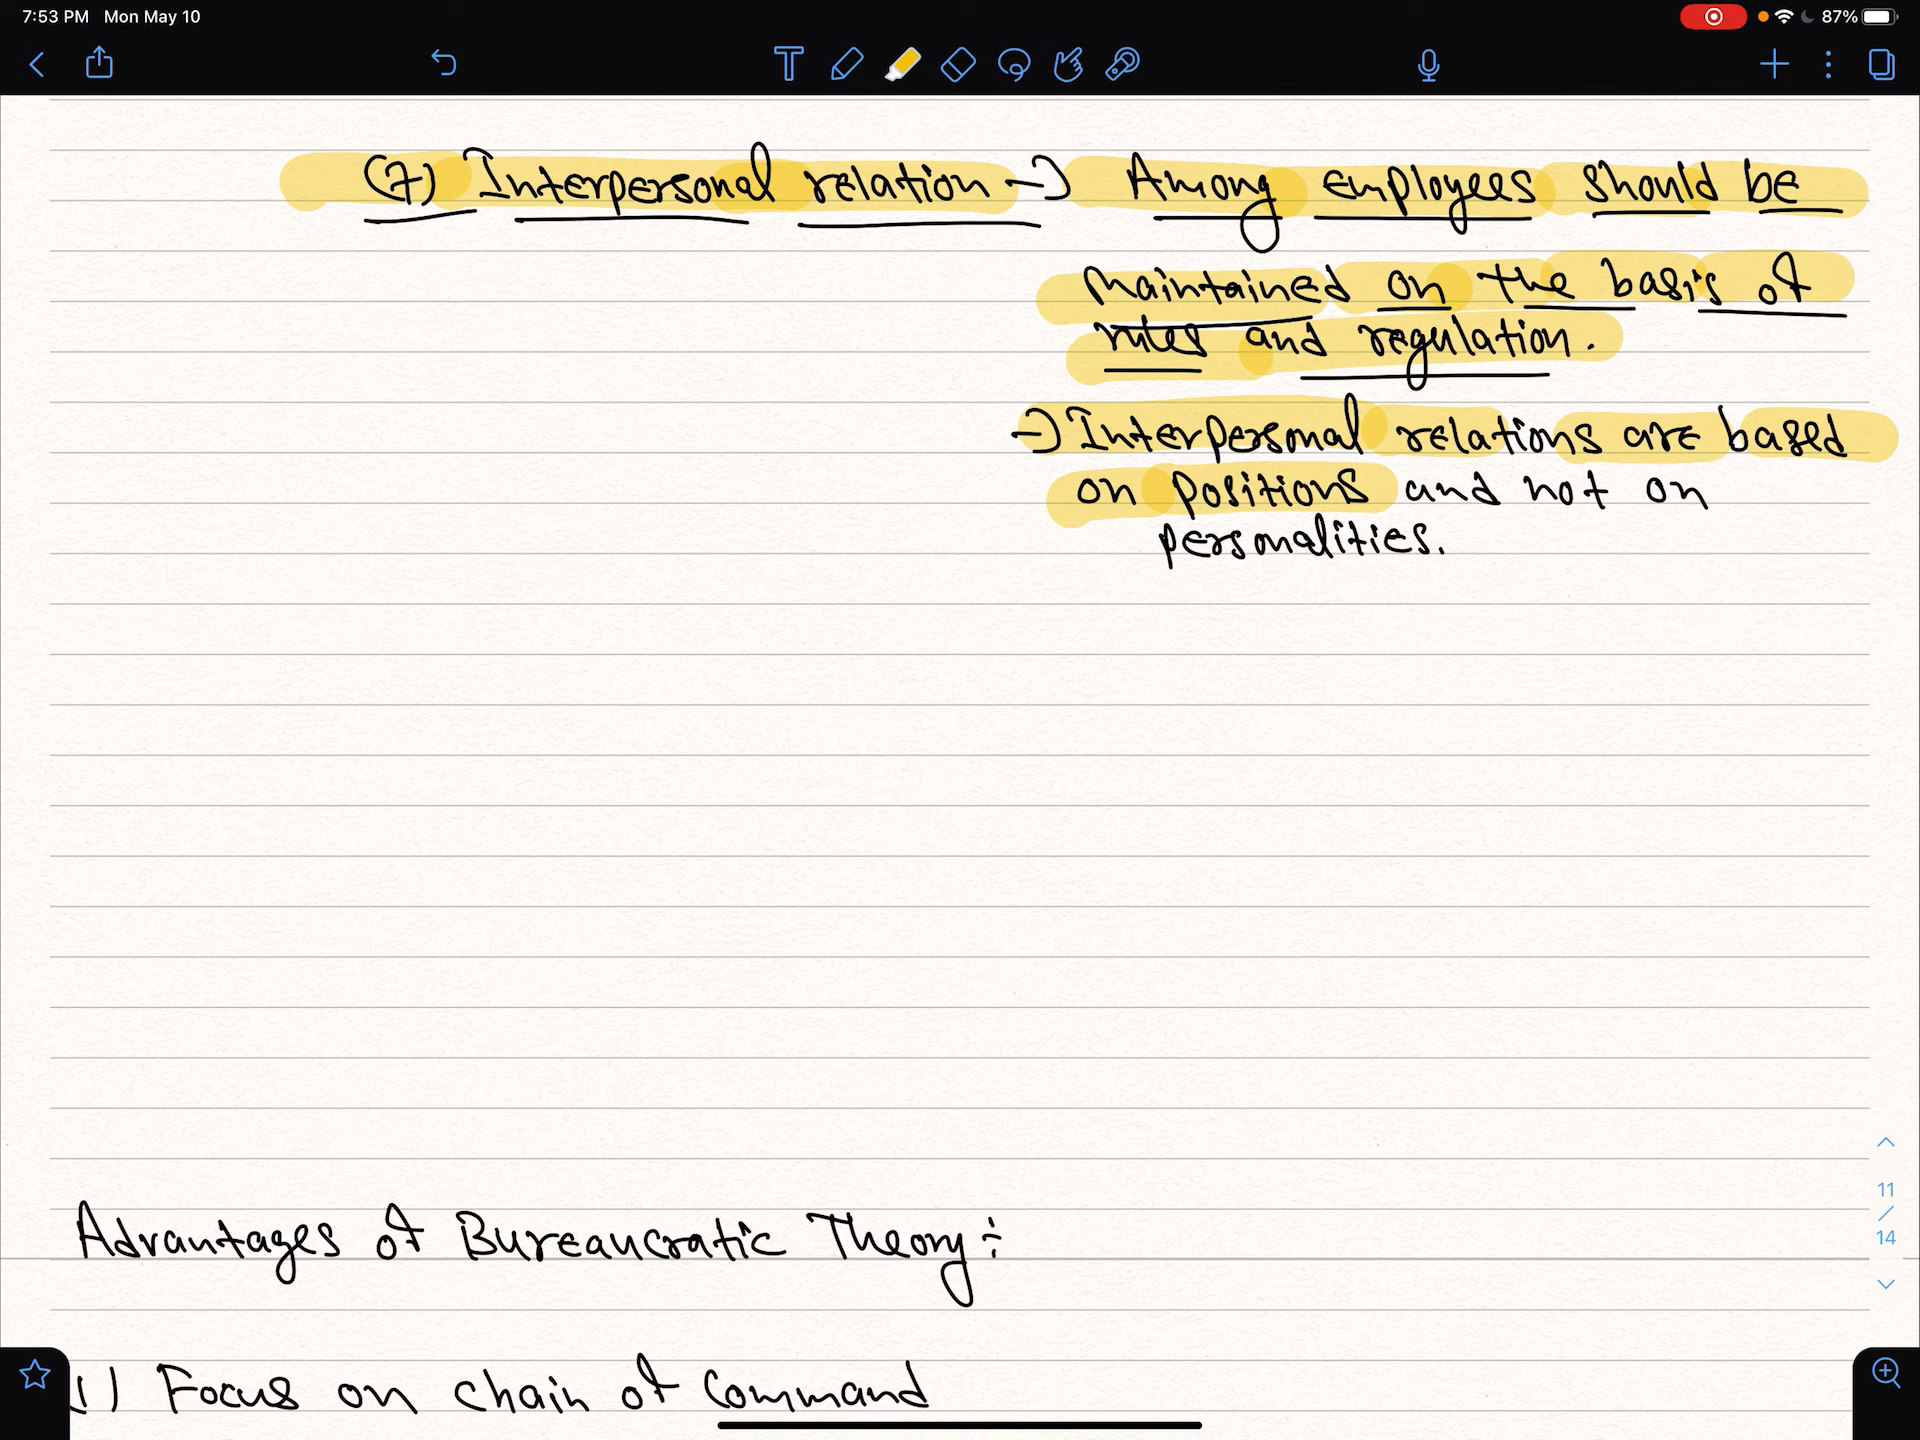 7:53 PM Mon May 10
87%
(7) Interpersonal relation → Among employees should be
Maintained on the basis of
rules and regulation.
→ Interpersonal relations are based
on positions and not on
personalities.
11
/
14
Advantages of Bureaucratic Theory:
1) Focus on chain of command